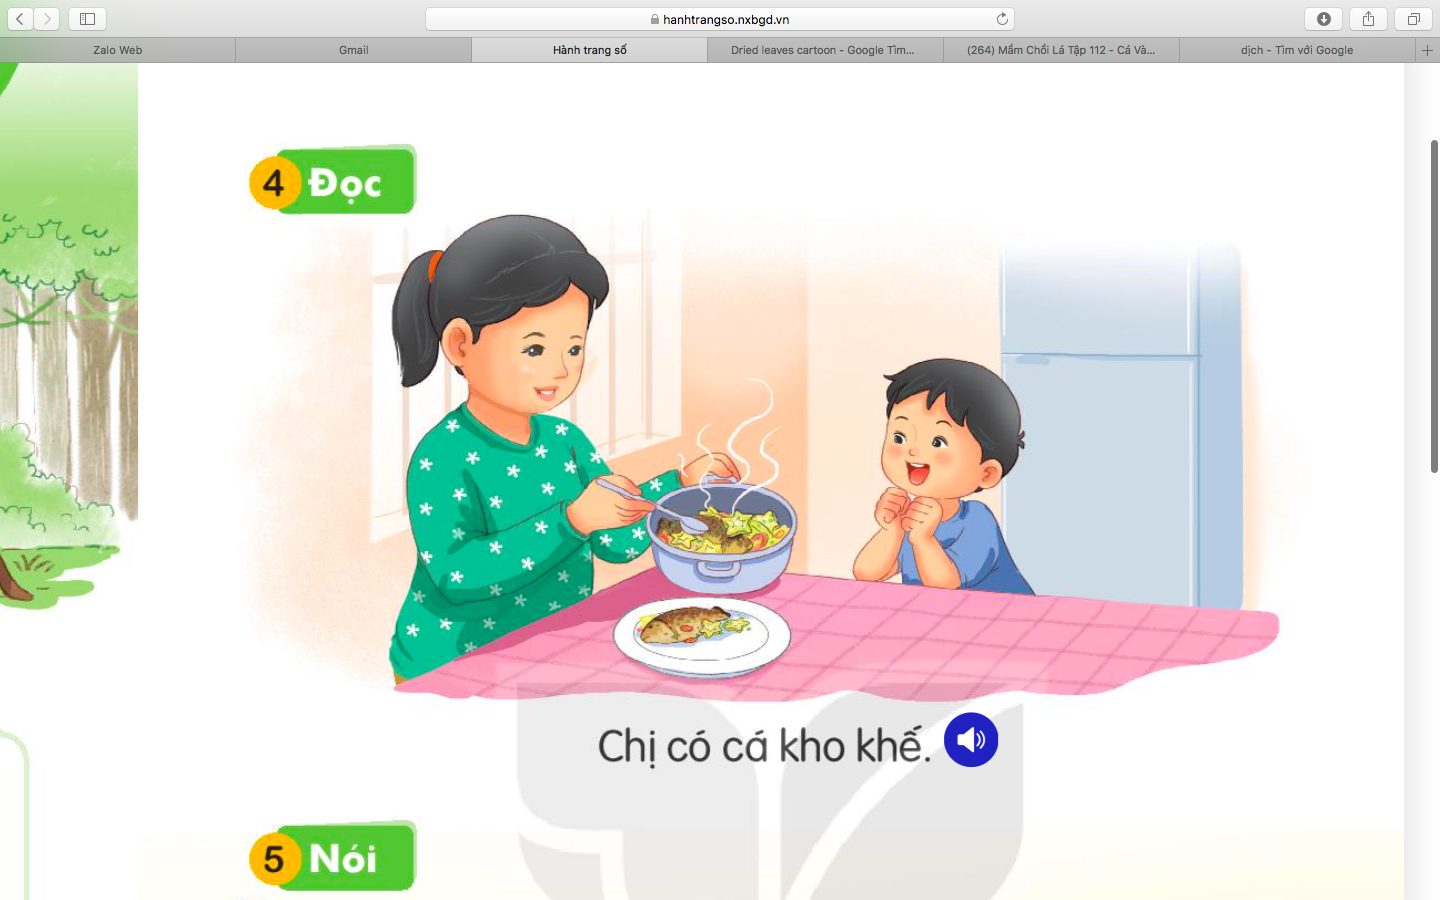 hanhtrangso.nxbgd.vn
Zalo Web
Gmail
Hành trang số
Dried leaves cartoon - Google Tìm...
(264) Mầm Chồi Lá Tập 112 - Cá Và...
dịch - Tìm với Google
4 Đọc
Chị có cá kho khế.
5 Nói